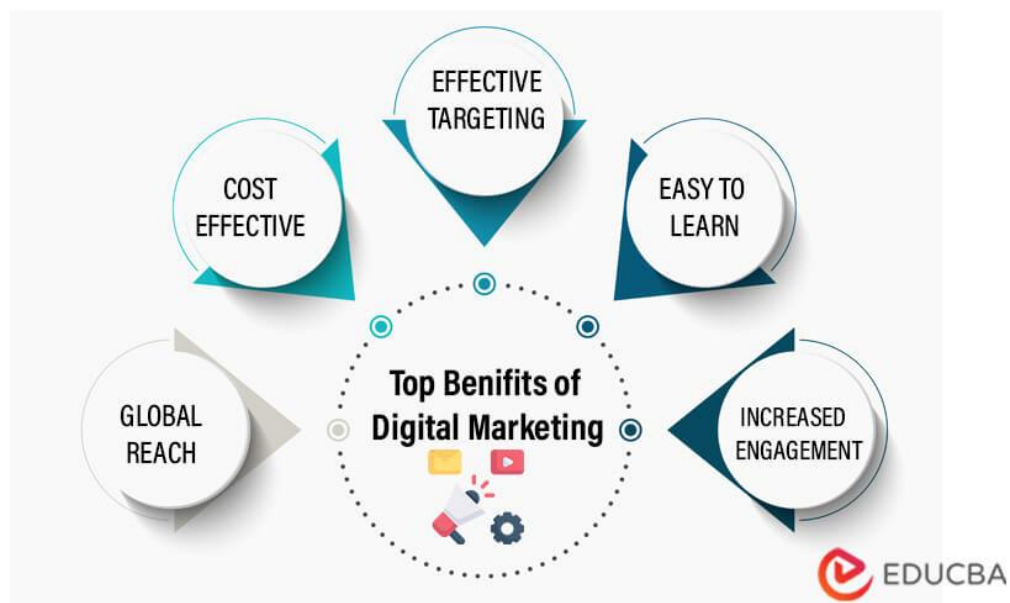 EFFECTIVE
TARGETING
COST
EFFECTIVE
EASY TO
LEARN
GLOBAL
REACH
Top Benifits of
Digital Marketing
INCREASED
ENGAGEMENT
EDUCBA